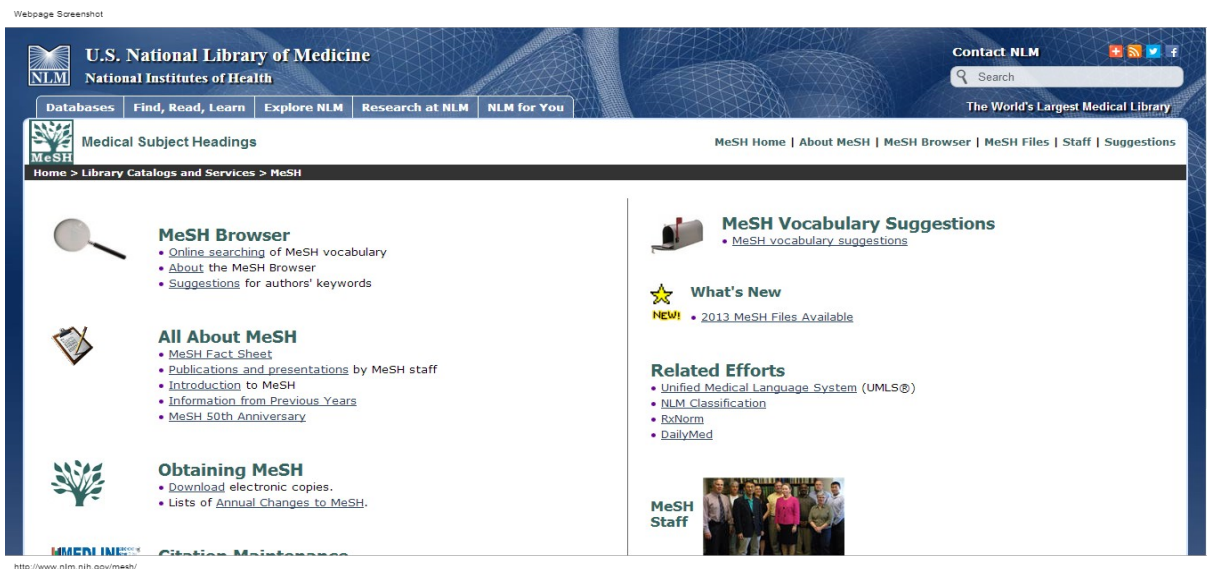 Webpage Screenshot
U.S. National Library of Medicine
National Institutes of Health
NLM
Contact NLM
Search
Databases
Find, Read, Learn
Explore NLM
Research at NLM
NLM for You
The World's Largest Medical Library
MeSH
Medical Subject Headings
MeSH Home | About MeSH | MeSH Browser | MeSH Files | Staff | Suggestions
Home > Library Catalogs and Services > MeSH
MeSH Browser
• Online searching of MeSH vocabulary
• About the MeSH Browser
• Suggestions for authors' keywords
All About MeSH
• MeSH Fact Sheet
• Publications and presentations by MeSH staff
• Introduction to MeSH
• Information from Previous Years
• MeSH 50th Anniversary
Obtaining MeSH
• Download electronic copies.
• Lists of Annual Changes to MeSH.
Citation Maintenance
MeSH Vocabulary Suggestions
• MeSH vocabulary suggestions
What's New
NEW!
• 2013 MeSH Files Available
Related Efforts
• Unified Medical Language System (UMLS®)
• NLM Classification
• RxNorm
• DailyMed
MeSH
Staff
http://www.nlm.nih.gov/mesh/